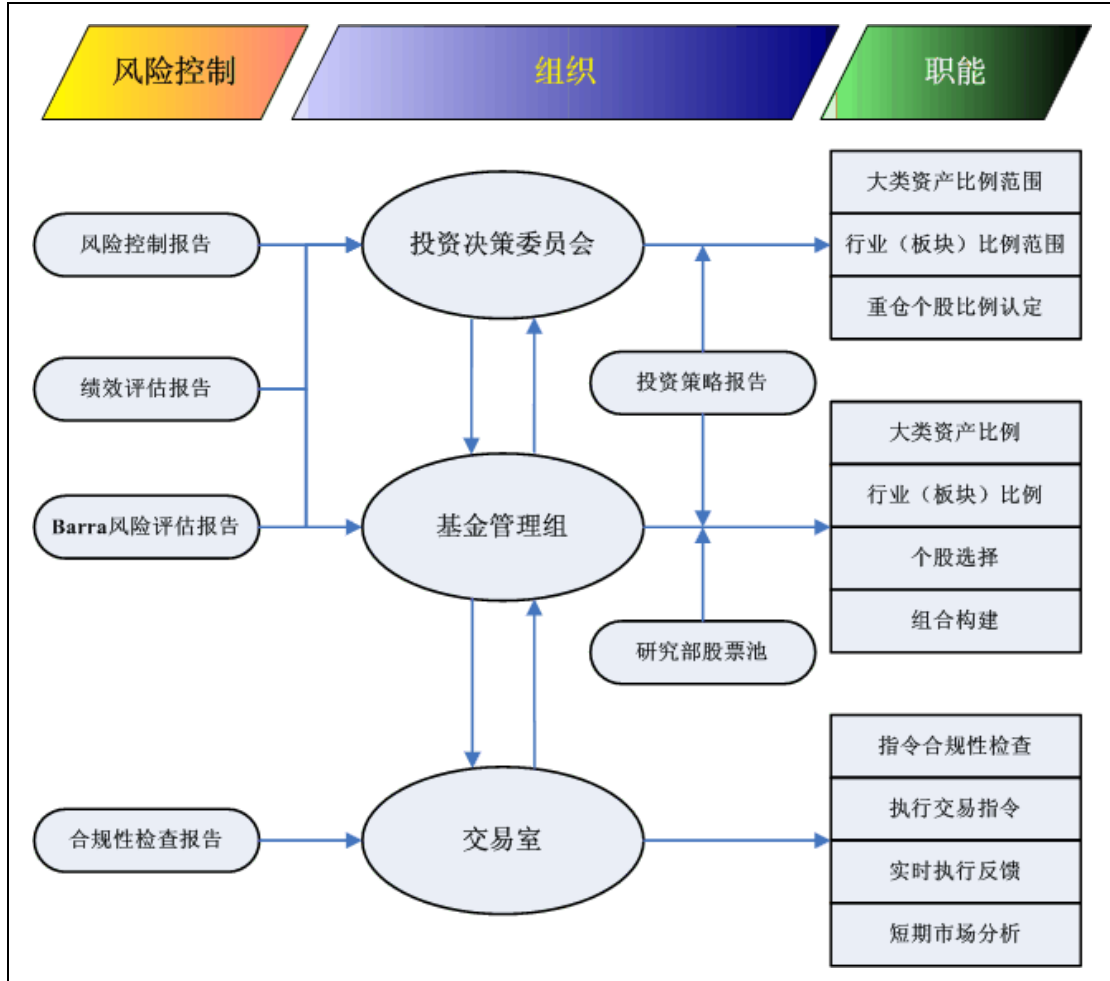 风险控制
组织
职能
风险控制报告
绩效评估报告
Barra风险评估报告
合规性检查报告
投资决策委员会
基金管理组
交易室
投资策略报告
研究部股票池
大类资产比例范围
行业（板块）比例范围
重仓个股比例认定
大类资产比例
行业（板块）比例
个股选择
组合构建
指令合规性检查
执行交易指令
实时执行反馈
短期市场分析